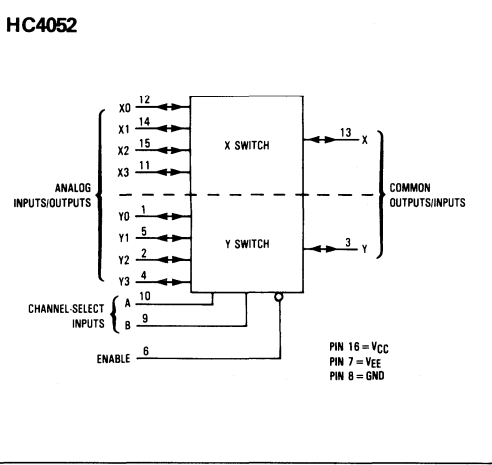 HC4052
X0 12
X1 14
X2 15
X3 11
X SWITCH
13 X
ANALOG
INPUTS/OUTPUTS
COMMON
OUTPUTS/INPUTS
Y0 1
Y1 5
Y2 2
Y3 4
Y SWITCH
3 Y
CHANNEL-SELECT
INPUTS
A 10
B 9
ENABLE 6
PIN 16 = VCC
PIN 7 = VEE
PIN 8 = GND